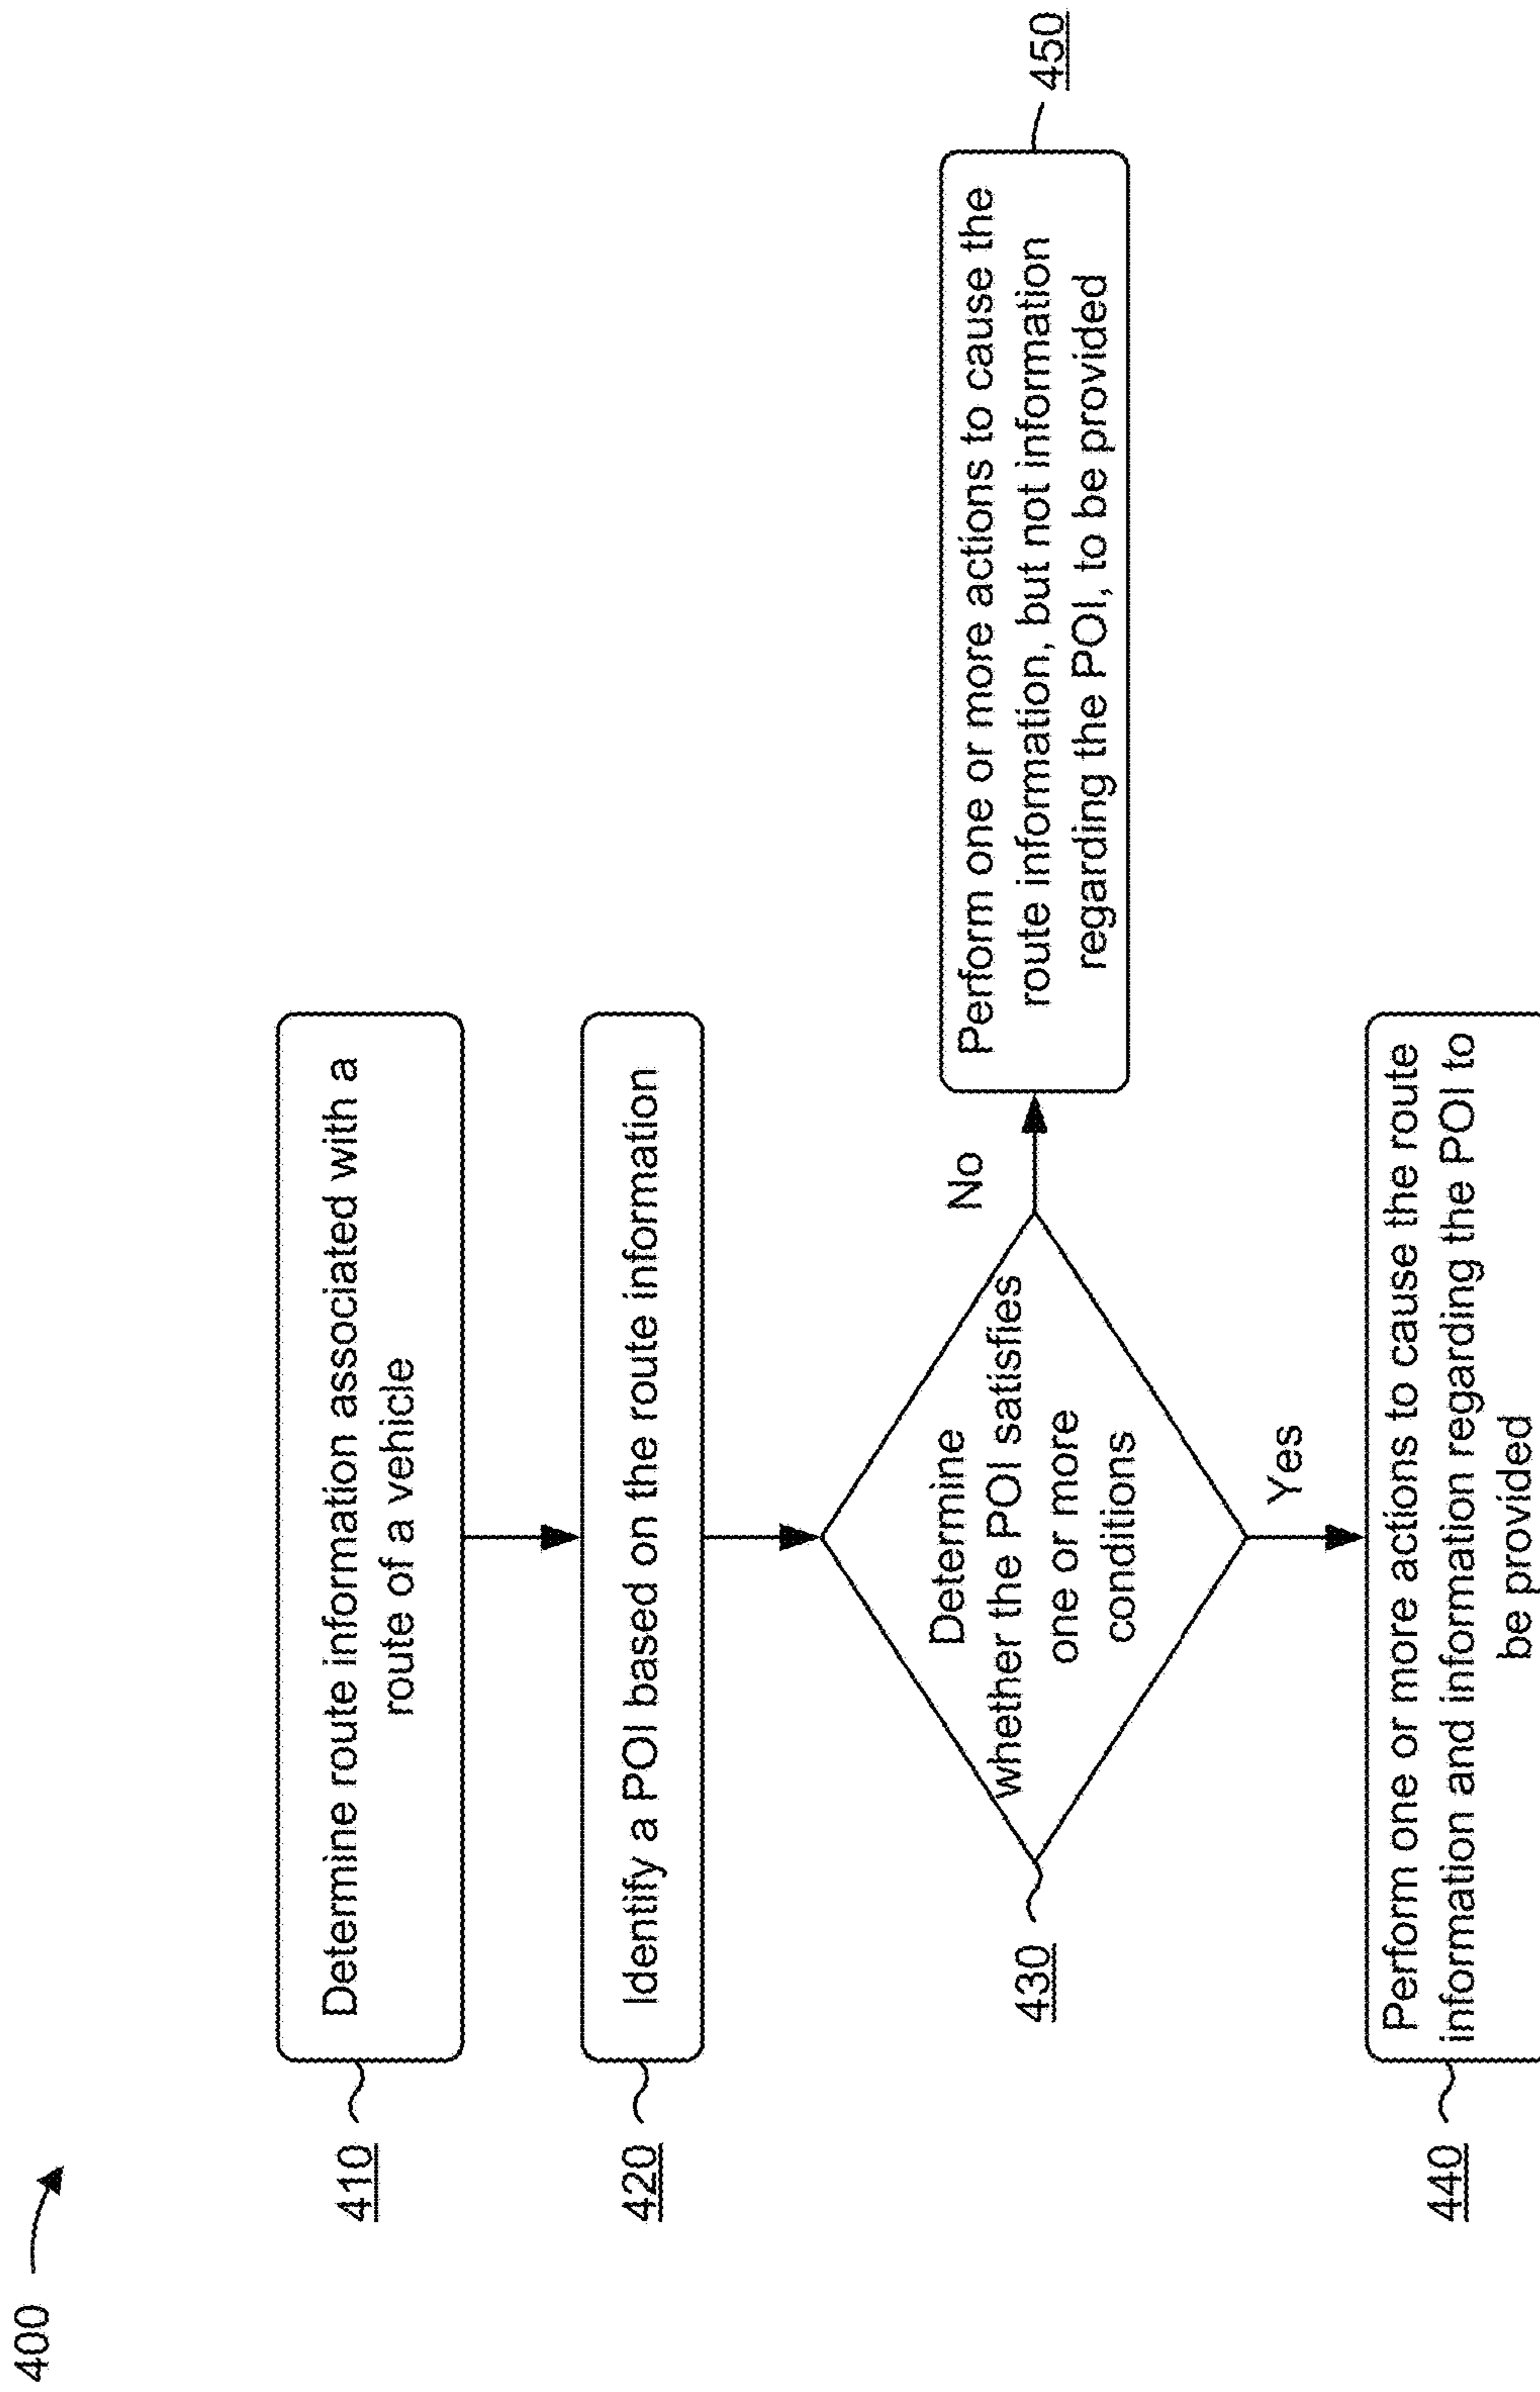 400
410
Determine route information associated with a
route of a vehicle
420
Identify a POI based on the route information
430
Determine
whether the POI satisfies
one or more
conditions
No
Perform one or more actions to cause the
route information, but not information
regarding the POI, to be provided
450
Yes
440
Perform one or more actions to cause the route
information and information regarding the POI to
be provided